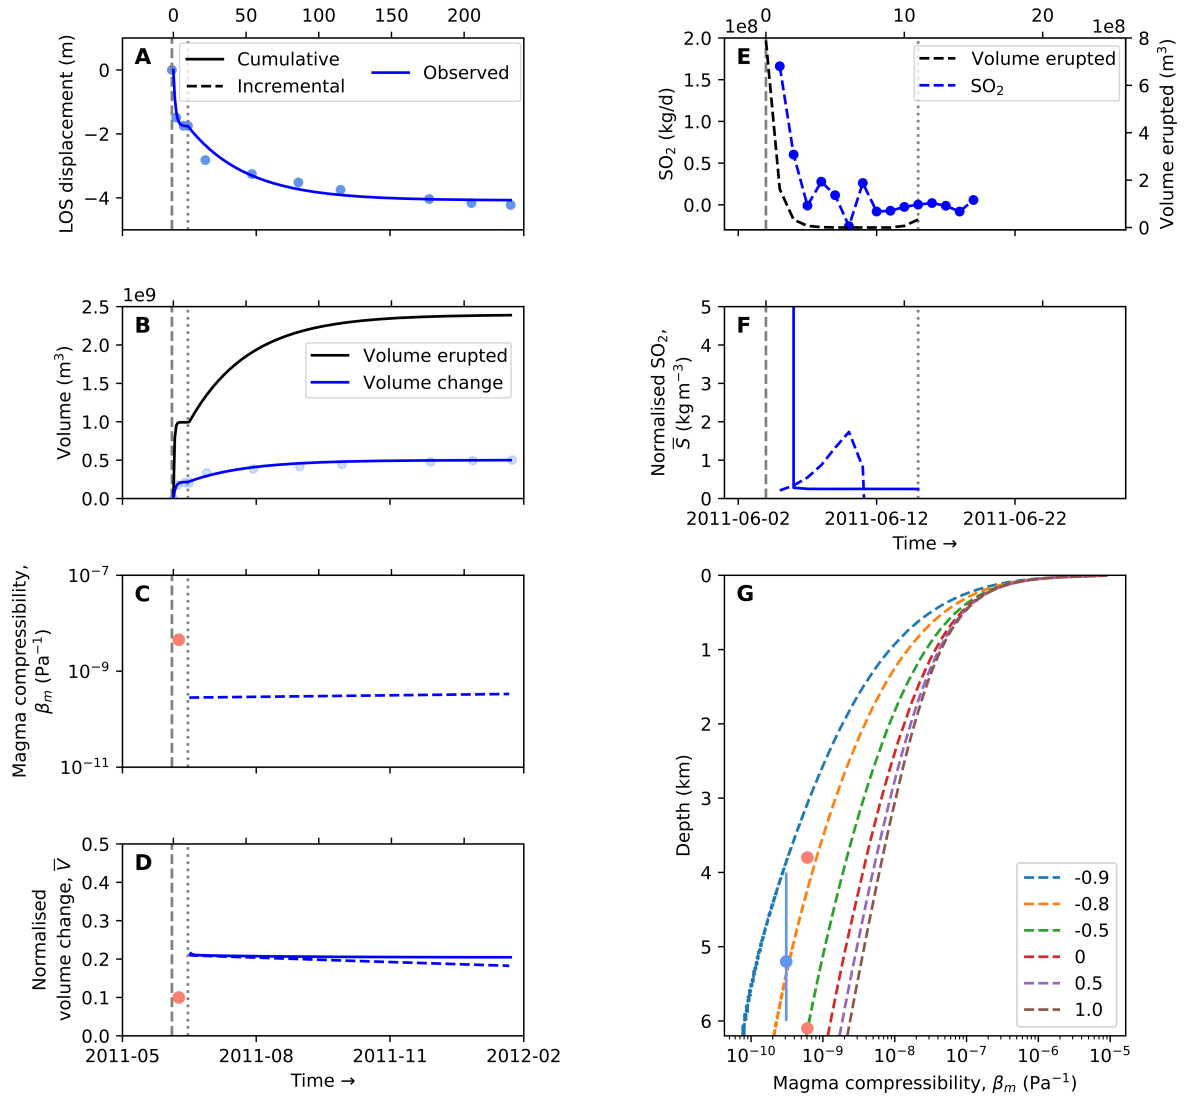 0 50 100 150 200
A
LOS displacement (m)
0
−2
−4
Cumulative
Incremental
Observed
0 50 100 150 200
1e9
B
Volume (m³)
2.5
2.0
1.5
1.0
0.5
0.0
Volume erupted
Volume change
C
Magma compressibility,
βₘ (Pa⁻¹)
10⁻⁷
10⁻⁹
10⁻¹¹
D
Normalised
volume change, V̅
0.5
0.4
0.3
0.2
0.1
0.0
2011-05 2011-08 2011-11 2012-02
Time →
0 10 20
1e8 1e8
E
SO₂ (kg/d)
2.0
1.5
1.0
0.5
0.0
Volume erupted
SO₂
8
6
4
2
0
Volume erupted (m³)
0 10 20
F
Normalised SO₂,
S̅ (kg m⁻³)
5
4
3
2
1
0
2011-06-02 2011-06-12 2011-06-22
Time →
G
Depth (km)
0
1
2
3
4
5
6
-0.9
-0.8
-0.5
0
0.5
1.0
10⁻¹⁰ 10⁻⁹ 10⁻⁸ 10⁻⁷ 10⁻⁶ 10⁻⁵
Magma compressibility, βₘ (Pa⁻¹)